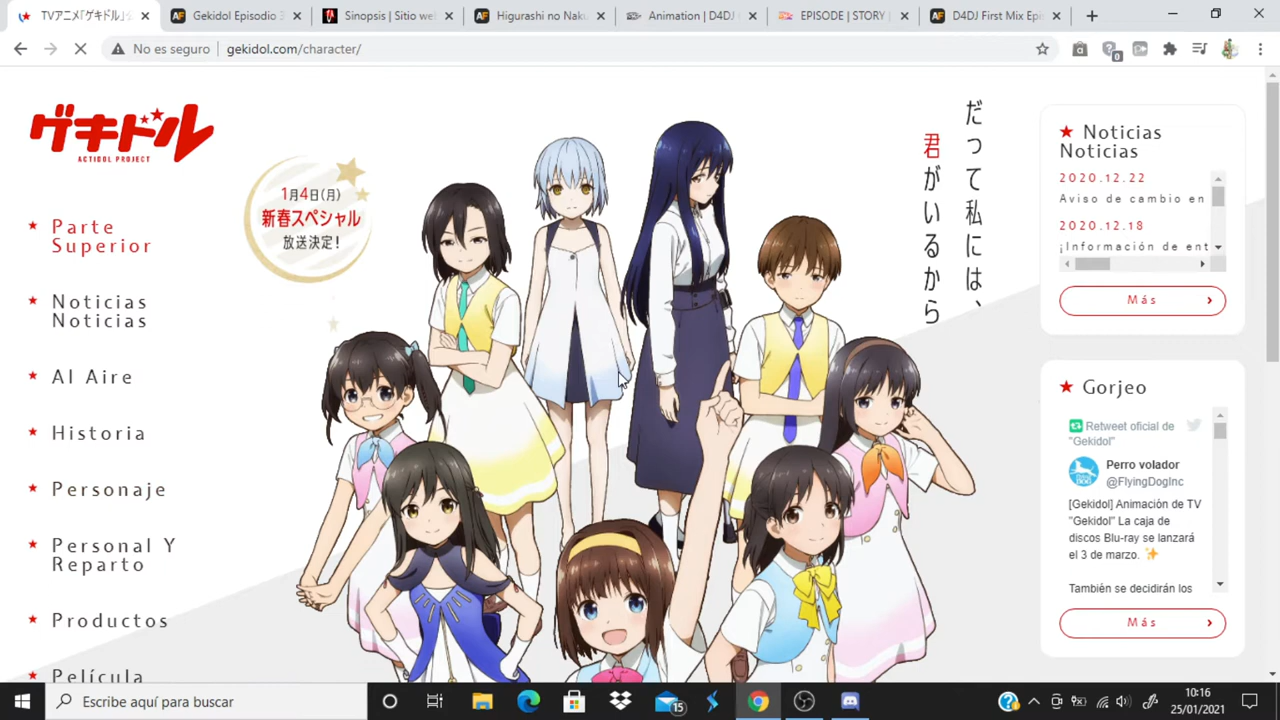 TVアニメ「ゲキドル」
Gekidol Episodio 3
Sinopsis | Sitio we
Higurashi no Naku
Animation | D4DJ
EPISODE | STORY
D4DJ First Mix Epi
No es seguro
gekidol.com/character/
ゲキドル
ACTIDOL PROJECT
Parte
Superior
Noticias
Noticias
Al Aire
Historia
Personaje
Personal Y
Reparto
Productos
Película
1月4日(月)
新春スペシャル
放送決定!
だって私には、
君がいるから
Noticias
Noticias
2020.12.22
Aviso de cambio en
2020.12.18
¡Información de ent
Más
Gorjeo
Retweet oficial de
"Gekidol"
Perro volador
@FlyingDogInc
[Gekidol] Animación de TV
"Gekidol" La caja de
discos Blu-ray se lanzará
el 3 de marzo. ✨
También se decidirán los
Más
Escribe aquí para buscar
15
10:16
25/01/2021